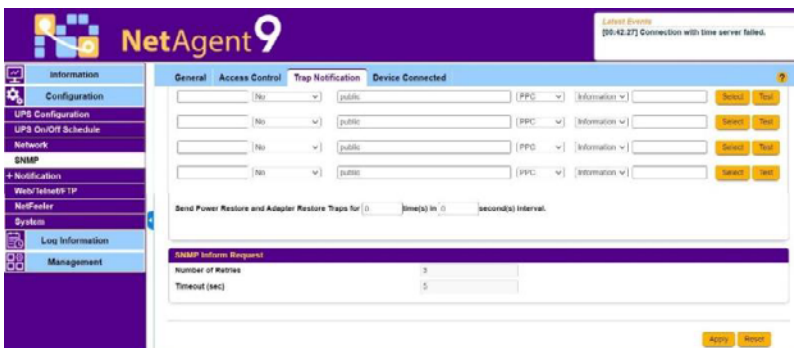 Latest Events
[00:42:27] Connection with time server failed.
NetAgent 9
Information
Configuration
UPS Configuration
UPS On/Off Schedule
Network
SNMP
+ Notification
Web/Telnet/FTP
NetFeeler
System
Log Information
Management
General Access Control Trap Notification Device Connected ?
No public PPC Information Select Test
No public PPC Information Select Test
No public PPC Information Select Test
No public PPC Information Select Test
Send Power Restore and Adapter Restore Traps for 0 time(s) in 0 second(s) interval.
SNMP Inform Request
Number of Retries 3
Timeout (sec) 5
Apply Reset